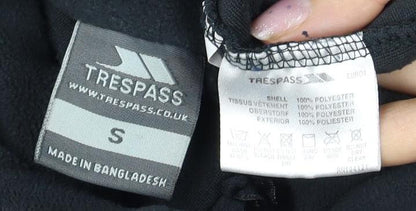 TRESPASS
WWW.TRESPASS.CO.UK
S
MADE IN BANGLADESH
TRESPASS
SHELL 100% POLYESTER
TISSUS VÊTEMENT 100% POLYESTER
OBERSTOFF 100% POLYESTER
EXTERIOR 100% POLYESTER